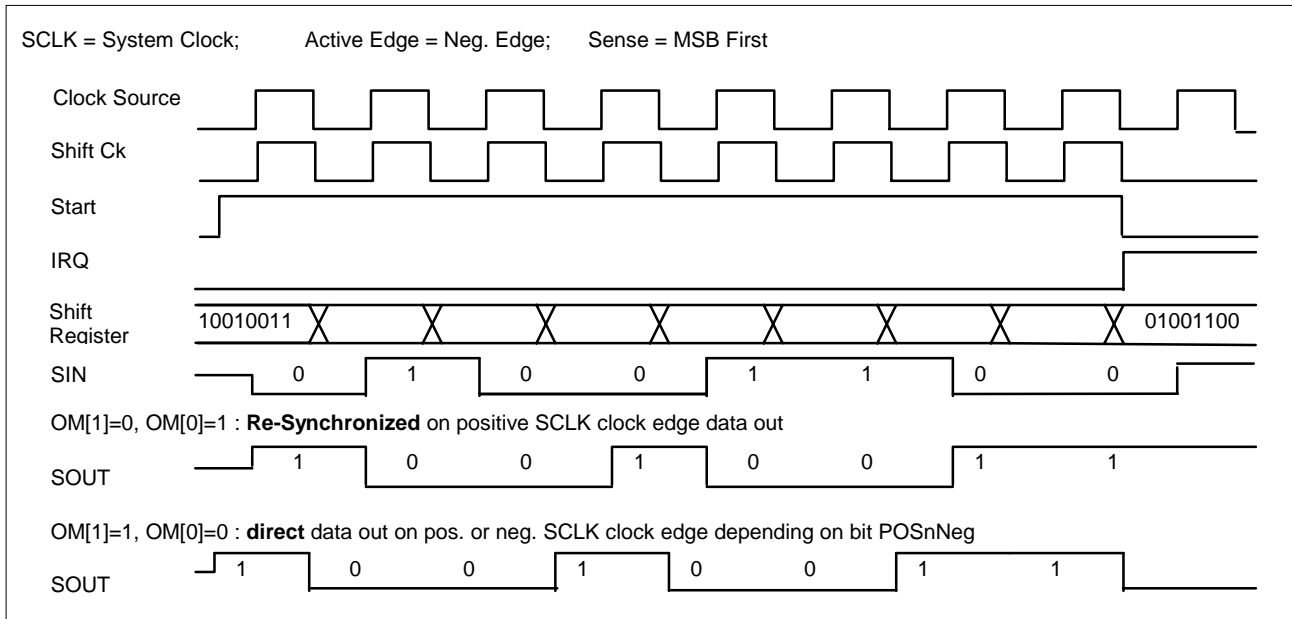 SCLK = System Clock; Active Edge = Neg. Edge; Sense = MSB First
Clock Source
Shift Ck
Start
IRQ
Shift
Register
10010011 01001100
SIN
0 1 0 0 1 1 0 0
OM[1]=0, OM[0]=1 : Re-Synchronized on positive SCLK clock edge data out
SOUT
1 0 0 1 0 0 1 1
OM[1]=1, OM[0]=0 : direct data out on pos. or neg. SCLK clock edge depending on bit POSnNeg
SOUT
1 0 0 1 0 0 1 1